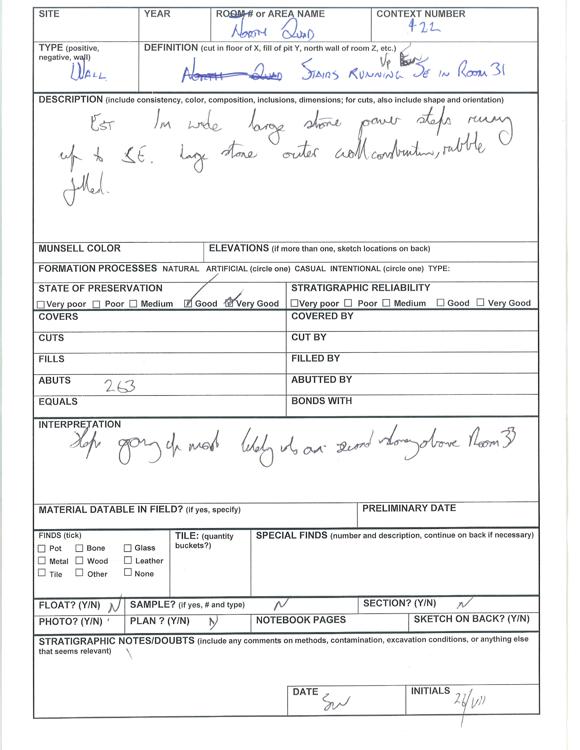 SITE YEAR ROOM # or AREA NAME CONTEXT NUMBER
NORTH QUAD 422
TYPE (positive, negative, wall) DEFINITION (cut in floor of X, fill of pit Y, north wall of room Z, etc.)
WALL NORTH QUAD STAIRS RUNNING UP SE IN ROOM 31
DESCRIPTION (include consistency, color, composition, inclusions, dimensions; for cuts, also include shape and orientation)
Est 1m wide large stone paver steps running
up to SE. Large stone outer wall construction, rubble
filled.
MUNSELL COLOR ELEVATIONS (if more than one, sketch locations on back)
FORMATION PROCESSES NATURAL ARTIFICIAL (circle one) CASUAL INTENTIONAL (circle one) TYPE:
STATE OF PRESERVATION STRATIGRAPHIC RELIABILITY
Very poor Poor Medium Good Very Good Very poor Poor Medium Good Very Good
COVERS COVERED BY
CUTS CUT BY
FILLS FILLED BY
ABUTS 263 ABUTTED BY
EQUALS BONDS WITH
INTERPRETATION
Steps going up most likely second storey above Room
MATERIAL DATABLE IN FIELD? (if yes, specify) PRELIMINARY DATE
FINDS (tick) TILE: (quantity buckets?) SPECIAL FINDS (number and description, continue on back if necessary)
Pot Bone Glass
Metal Wood Leather
Tile Other None
FLOAT? (Y/N) N SAMPLE? (if yes, # and type) N SECTION? (Y/N) N
PHOTO? (Y/N) PLAN ? (Y/N) N NOTEBOOK PAGES SKETCH ON BACK? (Y/N)
STRATIGRAPHIC NOTES/DOUBTS (include any comments on methods, contamination, excavation conditions, or anything else
that seems relevant)
DATE INITIALS